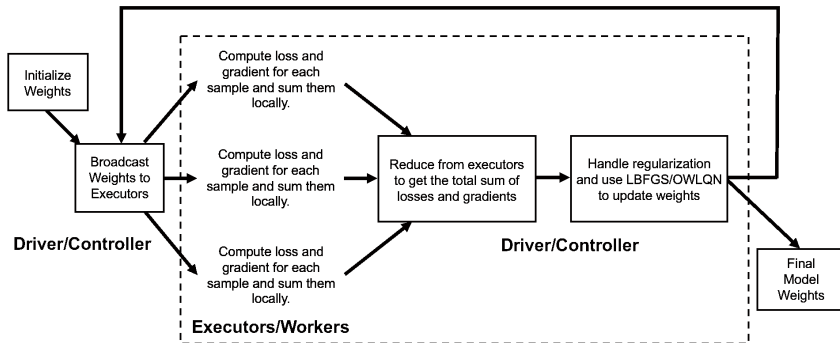 Initialize
Weights
Broadcast
Weights to
Executors
Driver/Controller
Compute loss and
gradient for each
sample and sum them
locally.
Compute loss and
gradient for each
sample and sum them
locally.
Compute loss and
gradient for each
sample and sum them
locally.
Executors/Workers
Reduce from executors
to get the total sum of
losses and gradients
Handle regularization
and use LBFGS/OWLQN
to update weights
Driver/Controller
Final
Model
Weights